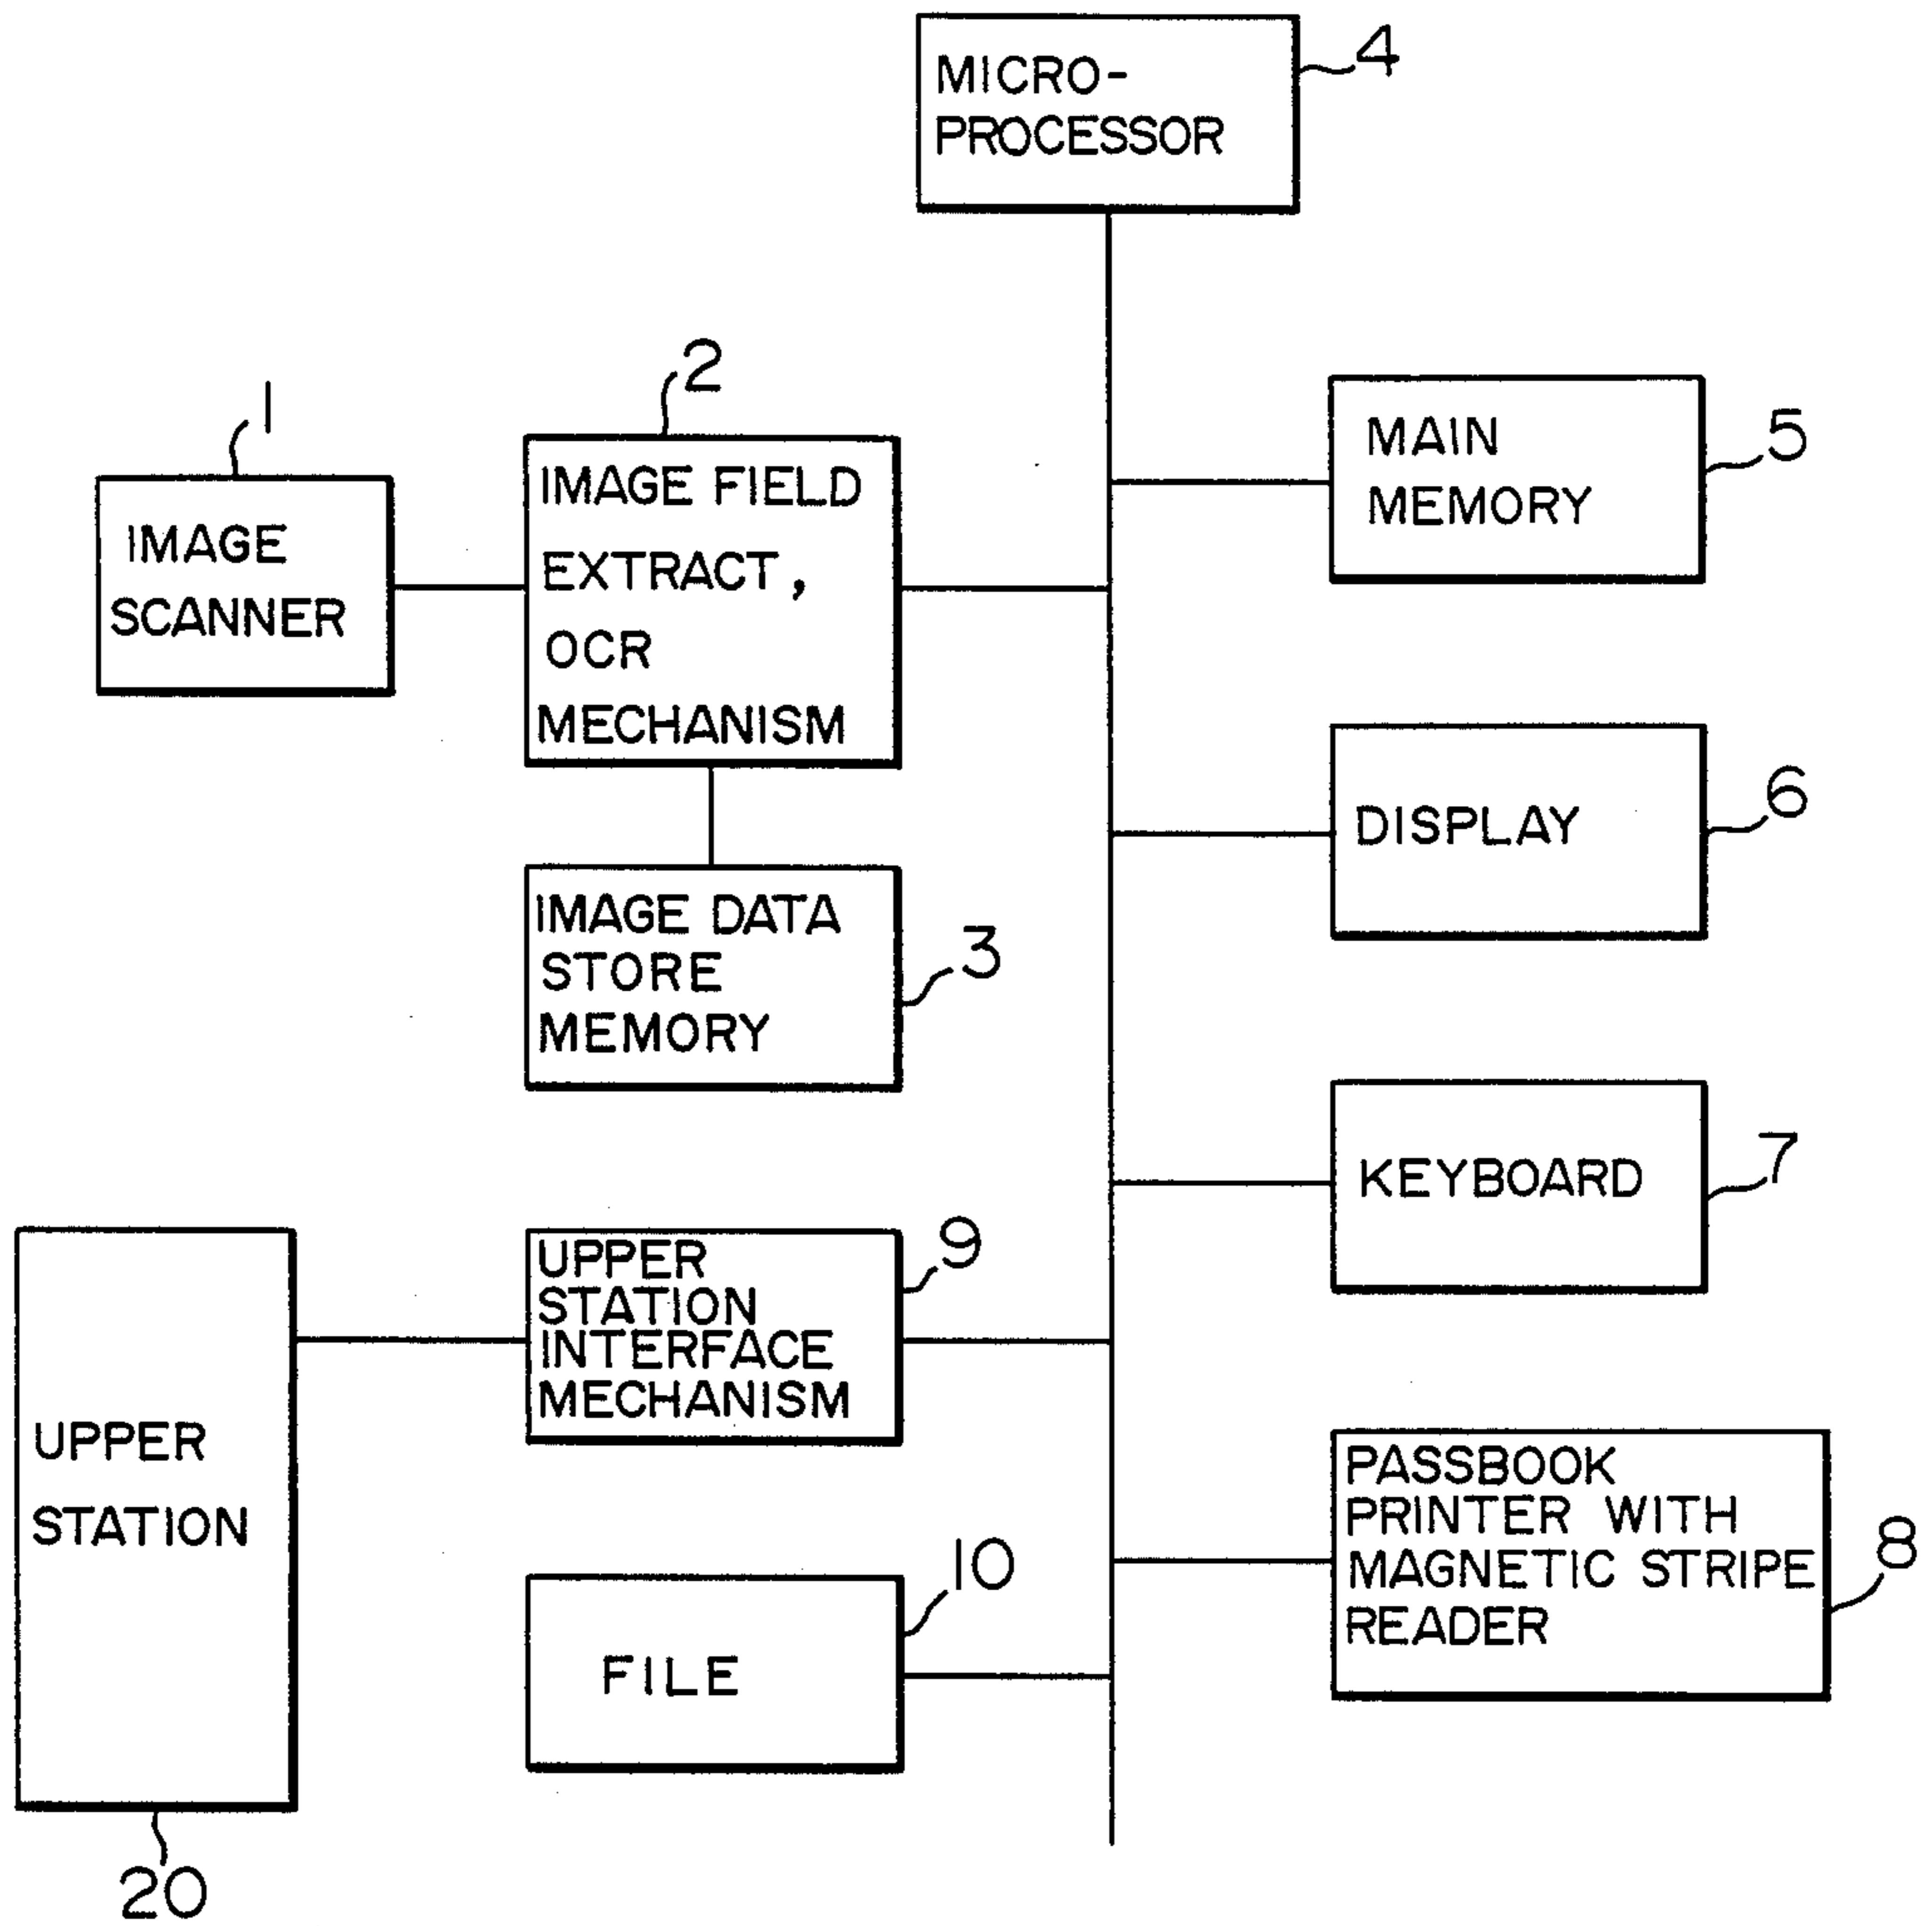 MICRO-
PROCESSOR
4
1
IMAGE
SCANNER
2
IMAGE FIELD
EXTRACT,
OCR
MECHANISM
MAIN
MEMORY
5
IMAGE DATA
STORE
MEMORY
3
DISPLAY
6
KEYBOARD
7
UPPER
STATION
20
UPPER
STATION
INTERFACE
MECHANISM
9
FILE
10
PASSBOOK
PRINTER WITH
MAGNETIC STRIPE
READER
8